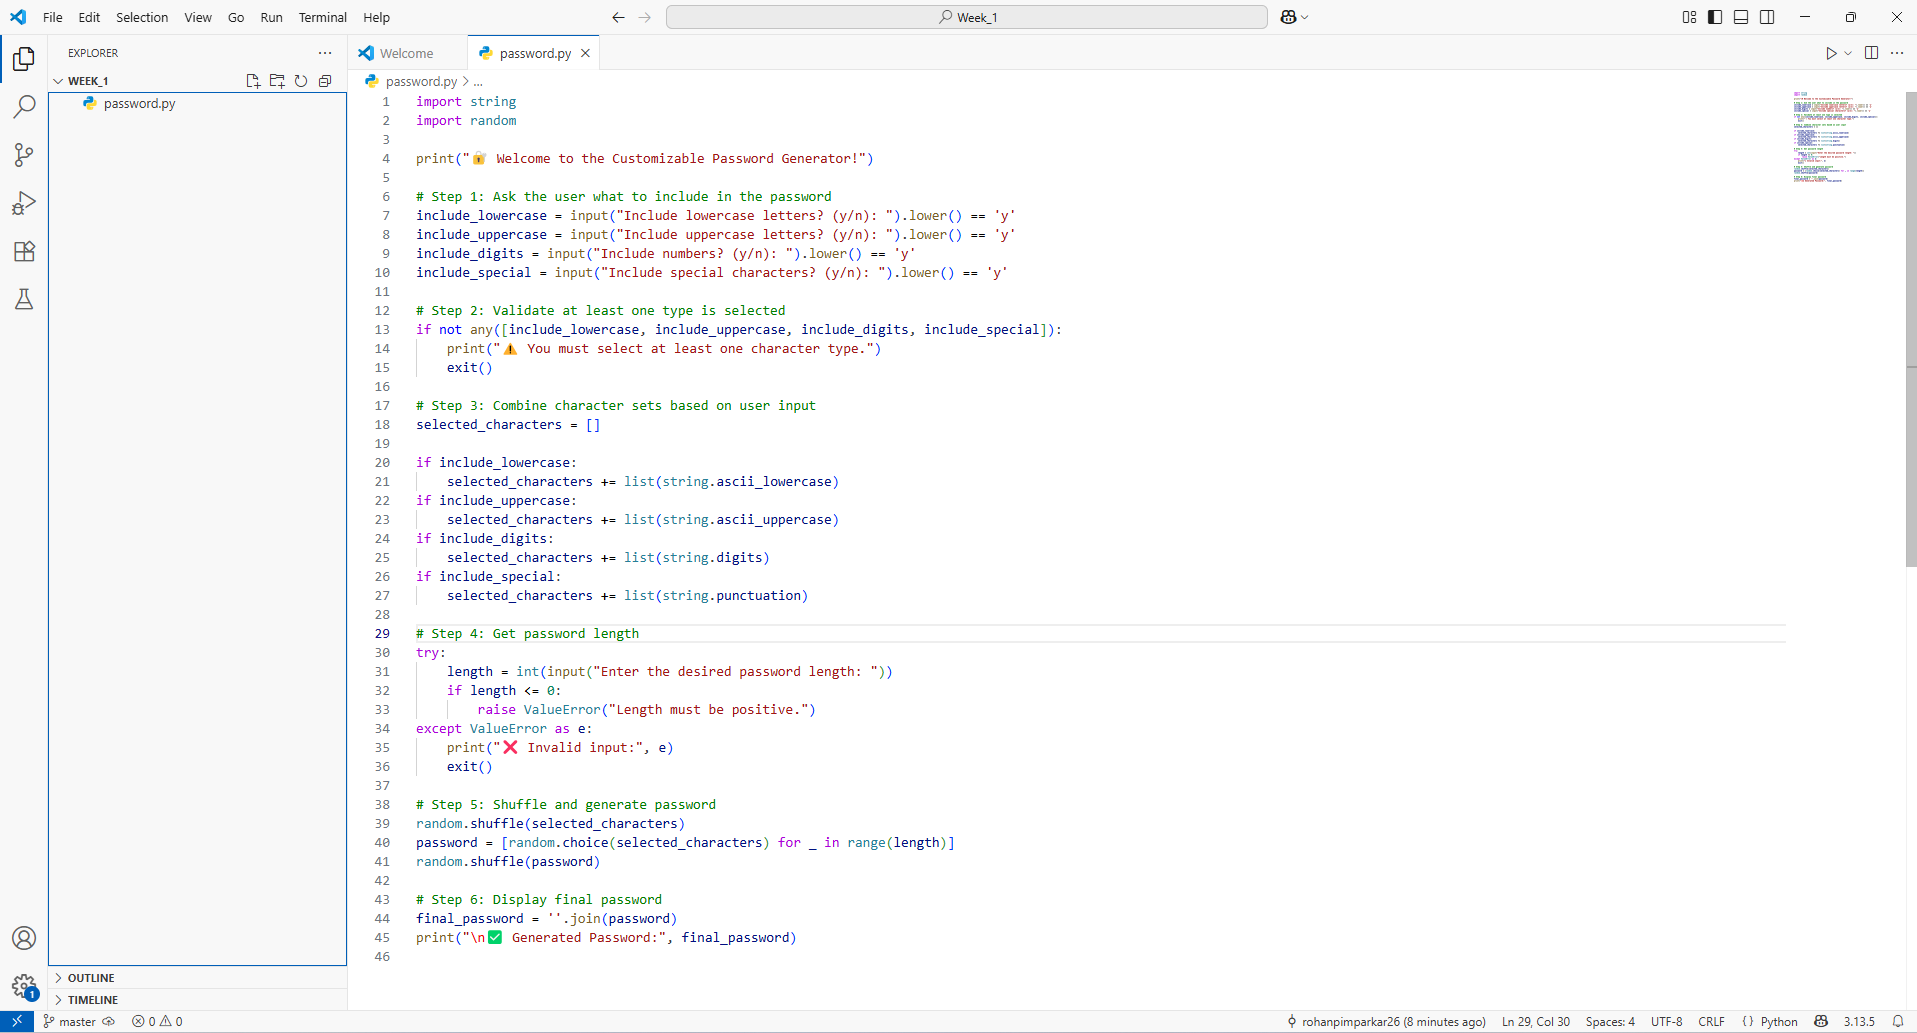 File Edit Selection View Go Run Terminal Help
Week_1
EXPLORER
WEEK_1
password.py
OUTLINE
TIMELINE
Welcome
password.py
password.py > ...
1 import string
2 import random
3
4 print("🔐 Welcome to the Customizable Password Generator!")
5
6 # Step 1: Ask the user what to include in the password
7 include_lowercase = input("Include lowercase letters? (y/n): ").lower() == 'y'
8 include_uppercase = input("Include uppercase letters? (y/n): ").lower() == 'y'
9 include_digits = input("Include numbers? (y/n): ").lower() == 'y'
10 include_special = input("Include special characters? (y/n): ").lower() == 'y'
11
12 # Step 2: Validate at least one type is selected
13 if not any([include_lowercase, include_uppercase, include_digits, include_special]):
14     print("⚠️ You must select at least one character type.")
15     exit()
16
17 # Step 3: Combine character sets based on user input
18 selected_characters = []
19
20 if include_lowercase:
21     selected_characters += list(string.ascii_lowercase)
22 if include_uppercase:
23     selected_characters += list(string.ascii_uppercase)
24 if include_digits:
25     selected_characters += list(string.digits)
26 if include_special:
27     selected_characters += list(string.punctuation)
28
29 # Step 4: Get password length
30 try:
31     length = int(input("Enter the desired password length: "))
32     if length <= 0:
33         raise ValueError("Length must be positive.")
34 except ValueError as e:
35     print("❌ Invalid input:", e)
36     exit()
37
38 # Step 5: Shuffle and generate password
39 random.shuffle(selected_characters)
40 password = [random.choice(selected_characters) for _ in range(length)]
41 random.shuffle(password)
42
43 # Step 6: Display final password
44 final_password = ''.join(password)
45 print("\n✅ Generated Password:", final_password)
46
1
master 0 0 rohanpimparkar26 (8 minutes ago) Ln 29, Col 30 Spaces: 4 UTF-8 CRLF {} Python 3.13.5